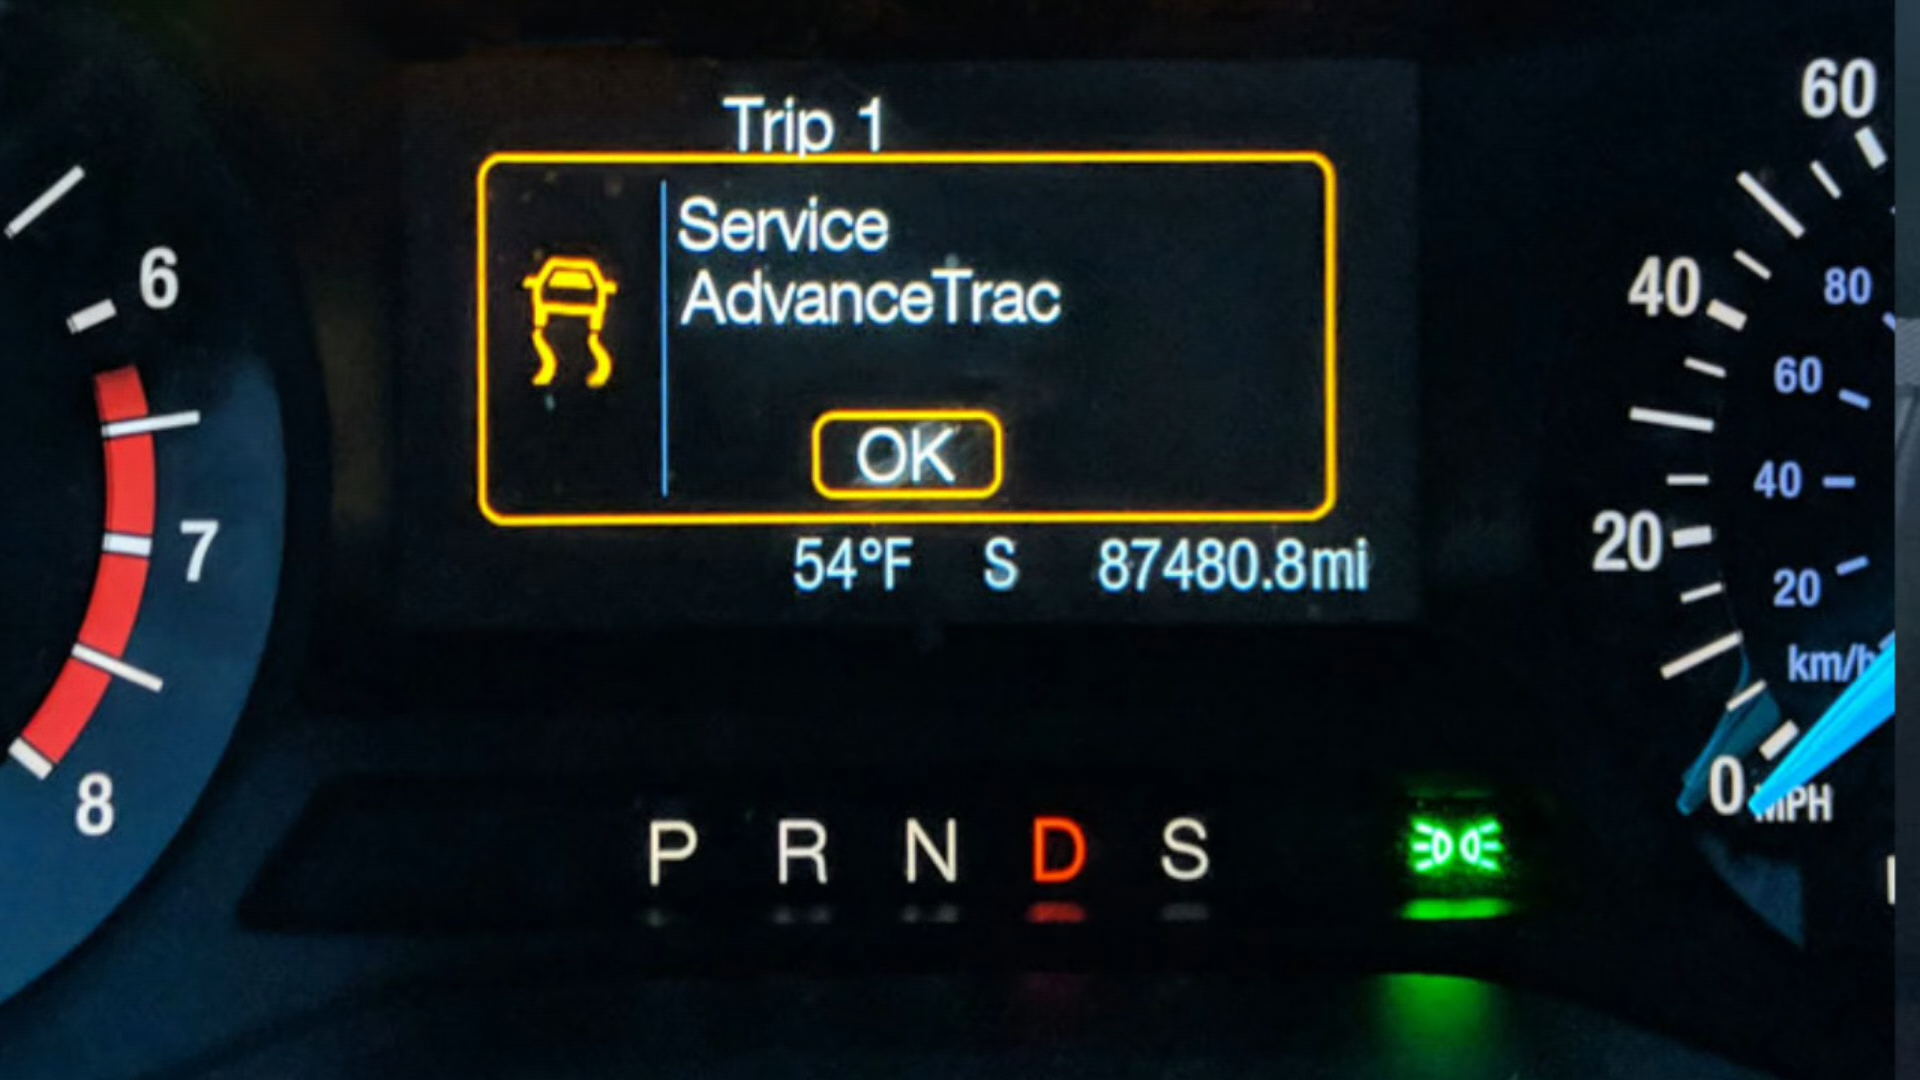 Trip 1
Service
AdvanceTrac
OK
54°F S 87480.8mi
6
7
8
60
40
20
0
MPH
80
60
40
20
km/h
P R N D S